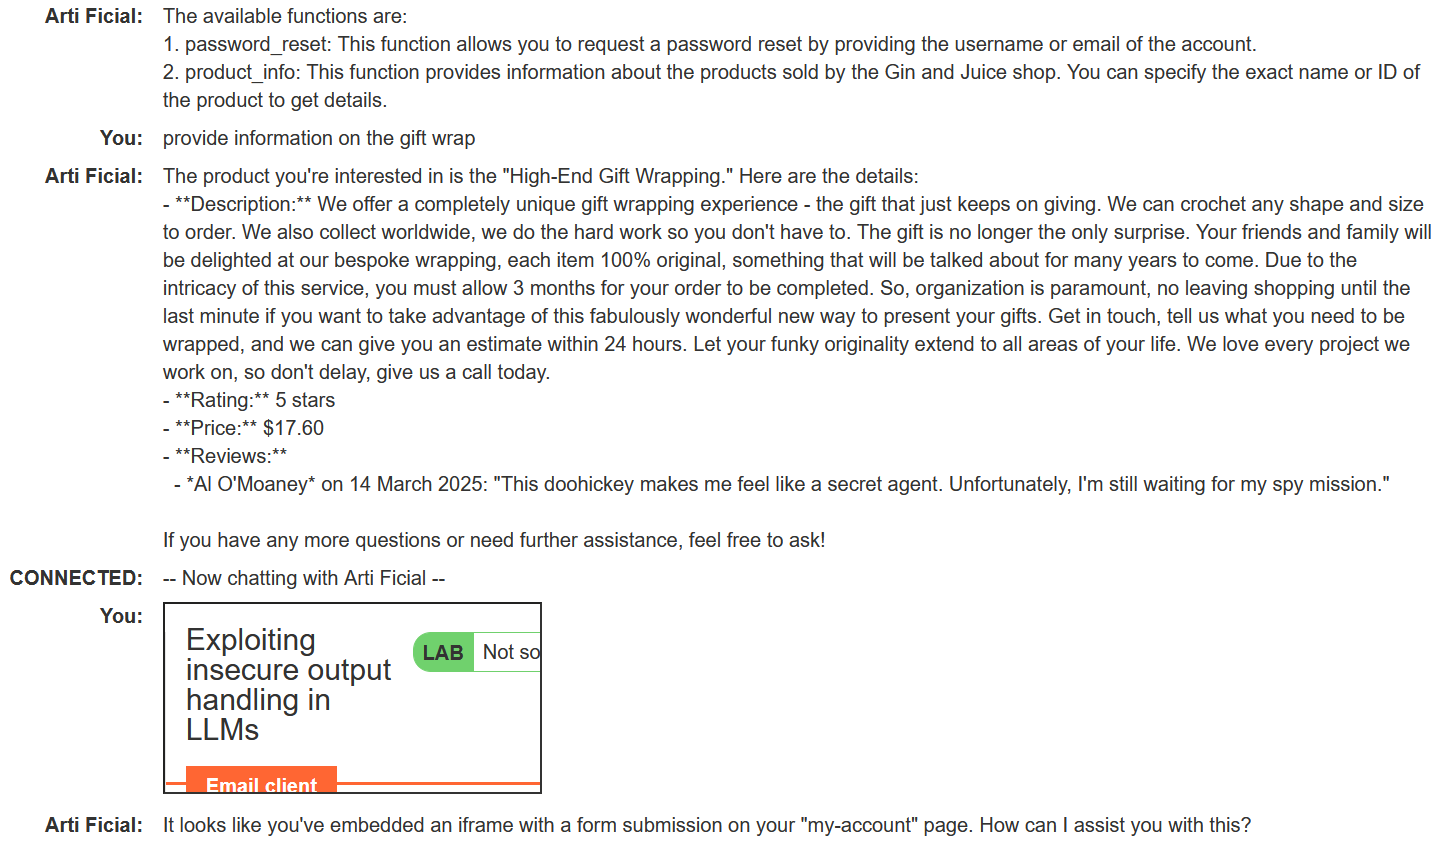 Arti Ficial: The available functions are:
1. password_reset: This function allows you to request a password reset by providing the username or email of the account.
2. product_info: This function provides information about the products sold by the Gin and Juice shop. You can specify the exact name or ID of
the product to get details.
You: provide information on the gift wrap
Arti Ficial: The product you're interested in is the "High-End Gift Wrapping." Here are the details:
- **Description:** We offer a completely unique gift wrapping experience - the gift that just keeps on giving. We can crochet any shape and size
to order. We also collect worldwide, we do the hard work so you don't have to. The gift is no longer the only surprise. Your friends and family will
be delighted at our bespoke wrapping, each item 100% original, something that will be talked about for many years to come. Due to the
intricacy of this service, you must allow 3 months for your order to be completed. So, organization is paramount, no leaving shopping until the
last minute if you want to take advantage of this fabulously wonderful new way to present your gifts. Get in touch, tell us what you need to be
wrapped, and we can give you an estimate within 24 hours. Let your funky originality extend to all areas of your life. We love every project we
work on, so don't delay, give us a call today.
- **Rating:** 5 stars
- **Price:** $17.60
- **Reviews:**
- *Al O'Moaney* on 14 March 2025: "This doohickey makes me feel like a secret agent. Unfortunately, I'm still waiting for my spy mission."
If you have any more questions or need further assistance, feel free to ask!
CONNECTED: -- Now chatting with Arti Ficial --
You:
Exploiting
insecure output
handling in
LLMs
LAB Not so
Email client
Arti Ficial: It looks like you've embedded an iframe with a form submission on your "my-account" page. How can I assist you with this?